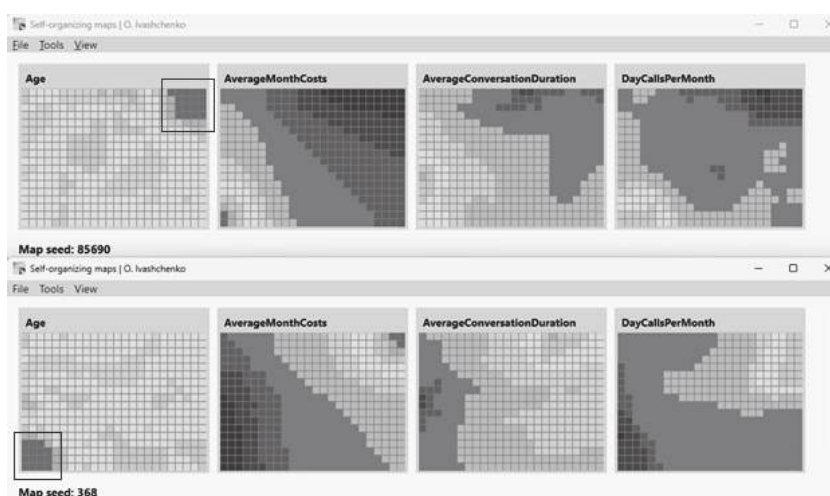 Self-organizing maps | O. Ivashchenko
File Tools View
Age AverageMonthCosts AverageConversationDuration DayCallsPerMonth
Map seed: 85690
Self-organizing maps | O. Ivashchenko
File Tools View
Age AverageMonthCosts AverageConversationDuration DayCallsPerMonth
Map seed: 368